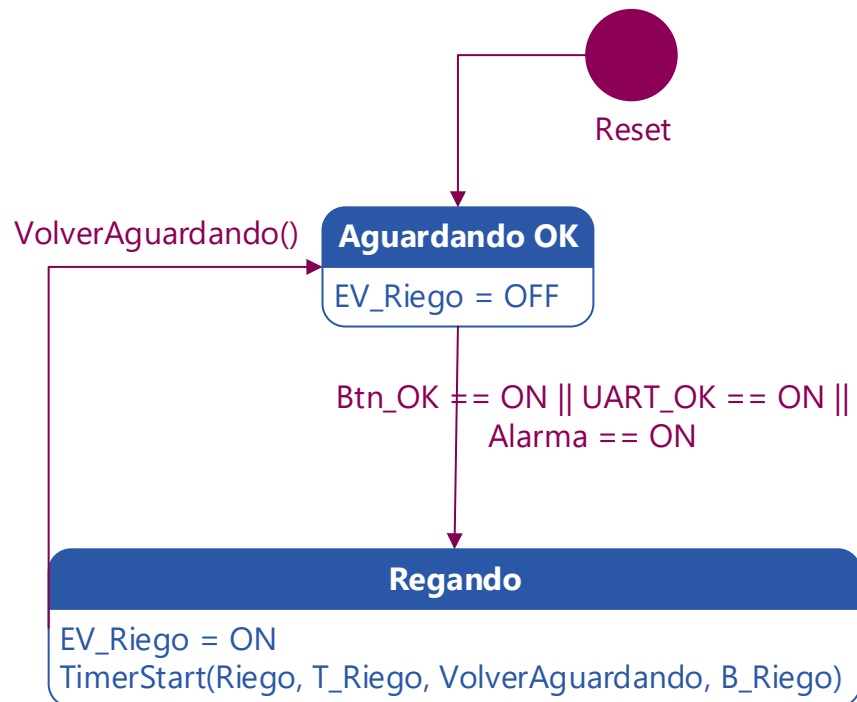 Reset
VolverAguardando()
Aguardando OK
EV_Riego = OFF
Btn_OK == ON || UART_OK == ON ||
Alarma == ON
Regando
EV_Riego = ON
TimerStart(Riego, T_Riego, VolverAguardando, B_Riego)